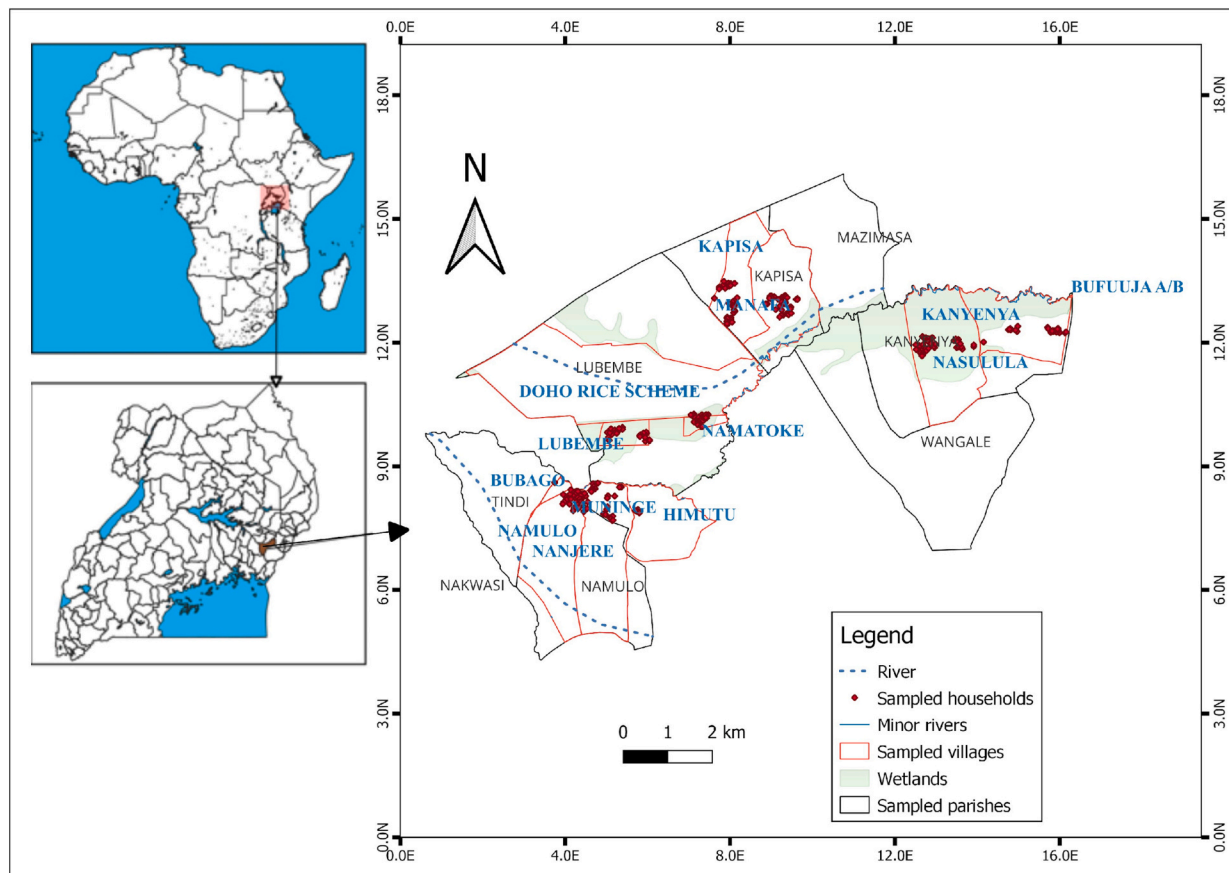 0.0E 4.0E 8.0E 12.0E 16.0E
18.0N 18.0N
15.0N 15.0N
12.0N 12.0N
9.0N 9.0N
6.0N 6.0N
3.0N 3.0N
0.0N 0.0N
N
MAZIMASA
KAPISA
KAPISA
MANAFA
BUFUUJA A/B
KANYENYA
KANYENYA
NASULULA
LUBEMBE
DOHO RICE SCHEME
NAMATOKE
LUBEMBE
WANGALE
BUBAGO
TINDI
MUNINGE
HIMUTU
NAMULO
NANJERE
NAKWASI
NAMULO
0 1 2 km
Legend
River
Sampled households
Minor rivers
Sampled villages
Wetlands
Sampled parishes
0.0E 4.0E 8.0E 12.0E 16.0E